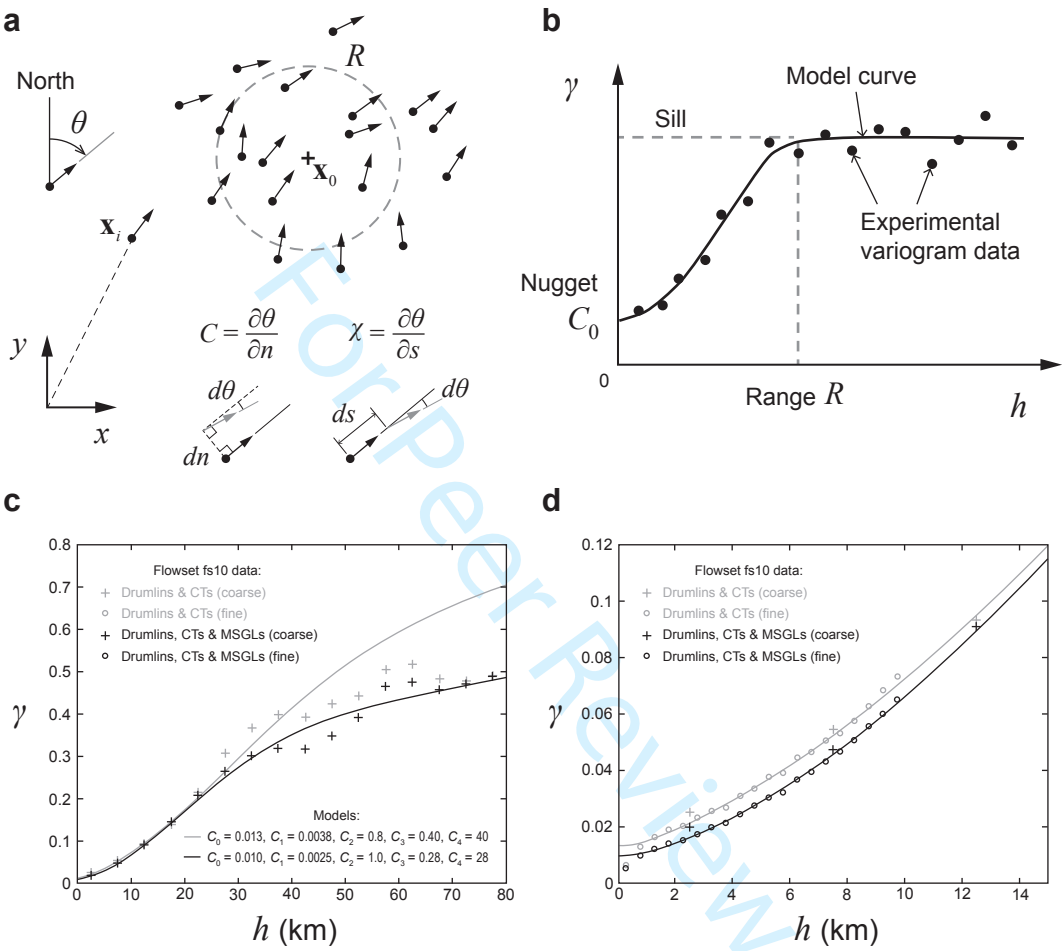 a
North
θ
R
x₀
xᵢ
y
x
C = ∂θ/∂n
χ = ∂θ/∂s
dθ
dn
ds
dθ
b
γ
Model curve
Sill
Experimental
variogram data
Nugget
C₀
0
Range R
h
c
0.8
0.7
0.6
0.5
0.4
0.3
0.2
0.1
0
γ
Flowset fs10 data:
Drumlins & CTs (coarse)
Drumlins & CTs (fine)
Drumlins, CTs & MSGLs (coarse)
Drumlins, CTs & MSGLs (fine)
Models:
C₀ = 0.013, C₁ = 0.0038, C₂ = 0.8, C₃ = 0.40, C₄ = 40
C₀ = 0.010, C₁ = 0.0025, C₂ = 1.0, C₃ = 0.28, C₄ = 28
0 10 20 30 40 50 60 70 80
h (km)
d
0.12
0.1
0.08
0.06
0.04
0.02
0
γ
Flowset fs10 data:
Drumlins & CTs (coarse)
Drumlins & CTs (fine)
Drumlins, CTs & MSGLs (coarse)
Drumlins, CTs & MSGLs (fine)
0 2 4 6 8 10 12 14
h (km)
For Peer Review